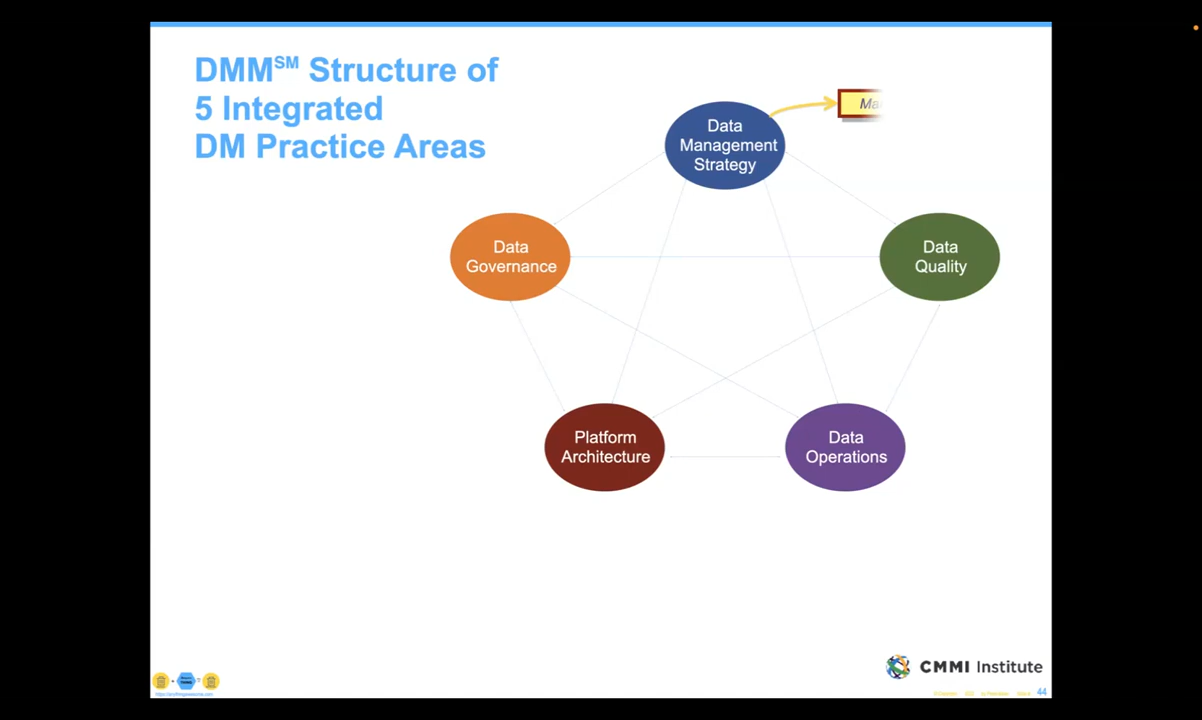 DMM℠ Structure of
5 Integrated
DM Practice Areas
Data
Management
Strategy
Data
Governance
Data
Quality
Platform
Architecture
Data
Operations
CMMI Institute
44